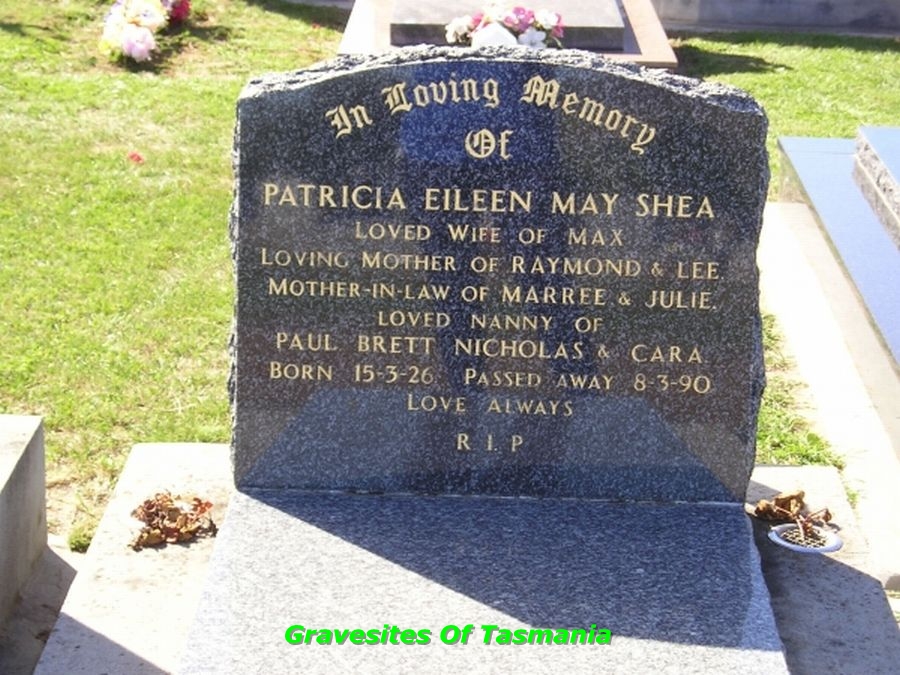 In Loving Memory
Of
PATRICIA EILEEN MAY SHEA
LOVED WIFE OF MAX
LOVING MOTHER OF RAYMOND & LEE
MOTHER-IN-LAW OF MARREE & JULIE.
LOVED NANNY OF
PAUL BRETT NICHOLAS & CARA
BORN 15-3-26. PASSED AWAY 8-3-90
LOVE ALWAYS
R.I.P
Gravesites Of Tasmania